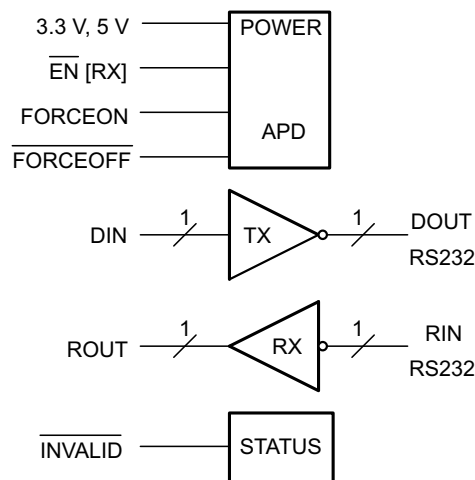 3.3 V, 5 V
POWER
EN [RX]
FORCEON
APD
FORCEOFF
DIN
1
TX
1
DOUT
RS232
ROUT
1
RX
1
RIN
RS232
INVALID
STATUS